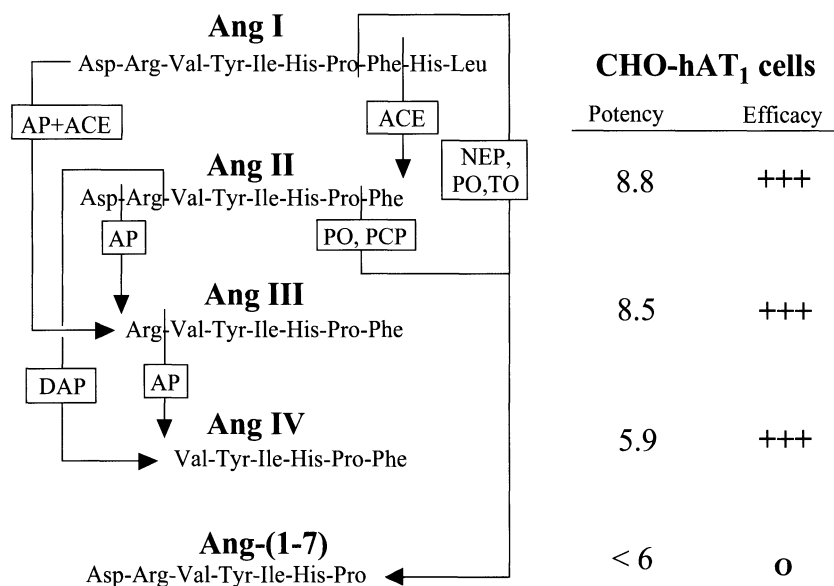 Ang I
Asp-Arg-Val-Tyr-Ile-His-Pro-Phe-His-Leu
AP+ACE
ACE
NEP,
PO,TO
Ang II
Asp-Arg-Val-Tyr-Ile-His-Pro-Phe
AP
PO, PCP
Ang III
Arg-Val-Tyr-Ile-His-Pro-Phe
DAP
AP
Ang IV
Val-Tyr-Ile-His-Pro-Phe
Ang-(1-7)
Asp-Arg-Val-Tyr-Ile-His-Pro
CHO-hAT₁ cells
Potency Efficacy
8.8 +++
8.5 +++
5.9 +++
< 6 o